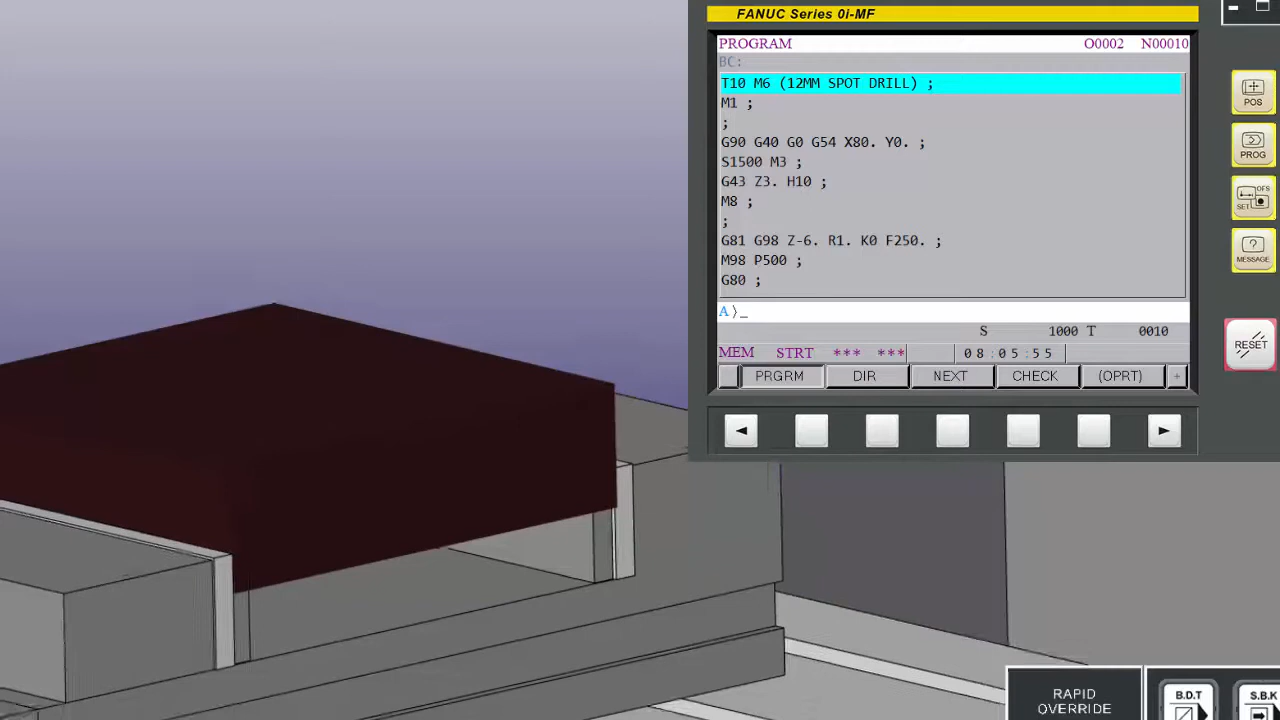 FANUC Series 0i-MF
PROGRAM O0002 N00010
BC:
T10 M6 (12MM SPOT DRILL) ;
M1 ;
;
G90 G40 G0 G54 X80. Y0. ;
S1500 M3 ;
G43 Z3. H10 ;
M8 ;
;
G81 G98 Z-6. R1. K0 F250. ;
M98 P500 ;
G80 ;
A 〉_
S 1000 T 0010
MEM STRT *** *** 08:05:55
PRGRM DIR NEXT CHECK (OPRT) +
POS
PROG
OFS
SET
?
MESSAGE
RESET
RAPID
OVERRIDE
B.D.T
S.B.K